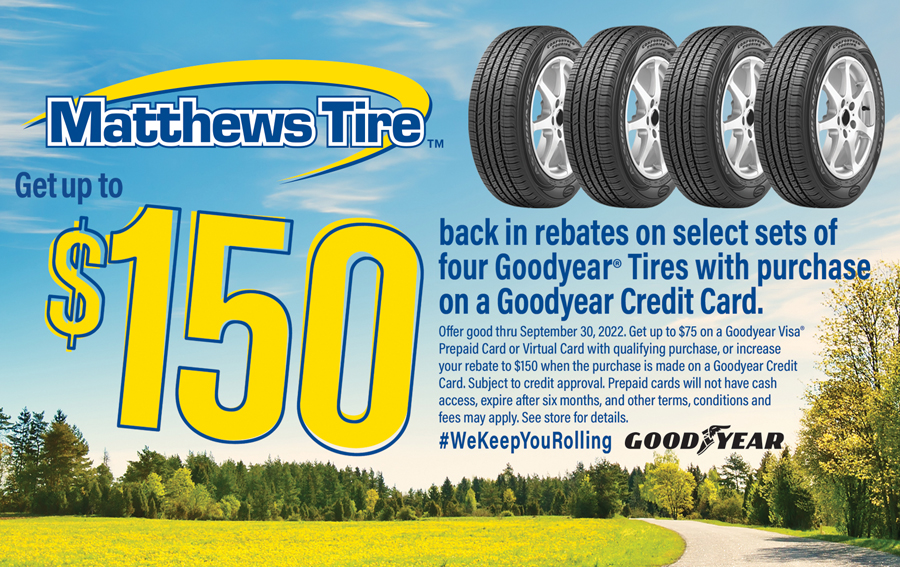 Matthews Tire™
Get up to
$150
back in rebates on select sets of
four Goodyear® Tires with purchase
on a Goodyear Credit Card.
Offer good thru September 30, 2022. Get up to $75 on a Goodyear Visa®
Prepaid Card or Virtual Card with qualifying purchase, or increase
your rebate to $150 when the purchase is made on a Goodyear Credit
Card. Subject to credit approval. Prepaid cards will not have cash
access, expire after six months, and other terms, conditions and
fees may apply. See store for details.
#WeKeepYouRolling GOODYEAR